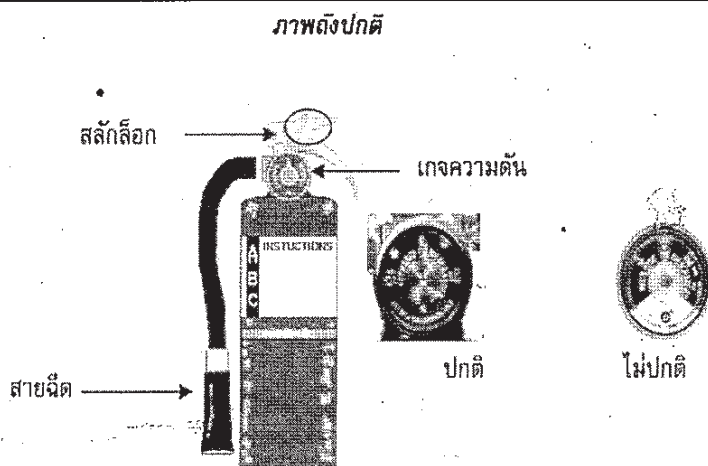 ภาพถังปกติ
สลักล็อก
เกจความดัน
INSTUCTIONS
A
B
C
ปกติ
ไม่ปกติ
สายฉีด